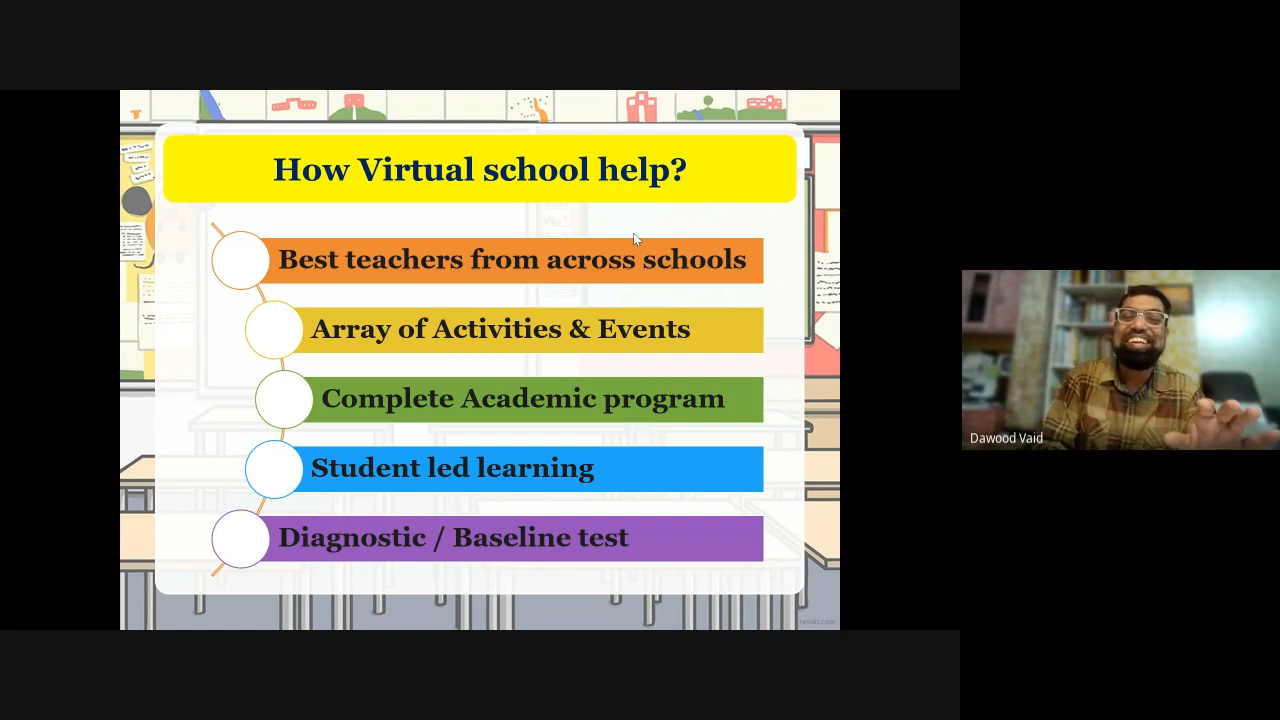 How Virtual school help?
Best teachers from across schools
Array of Activities & Events
Complete Academic program
Student led learning
Diagnostic / Baseline test
Dawood Vaid